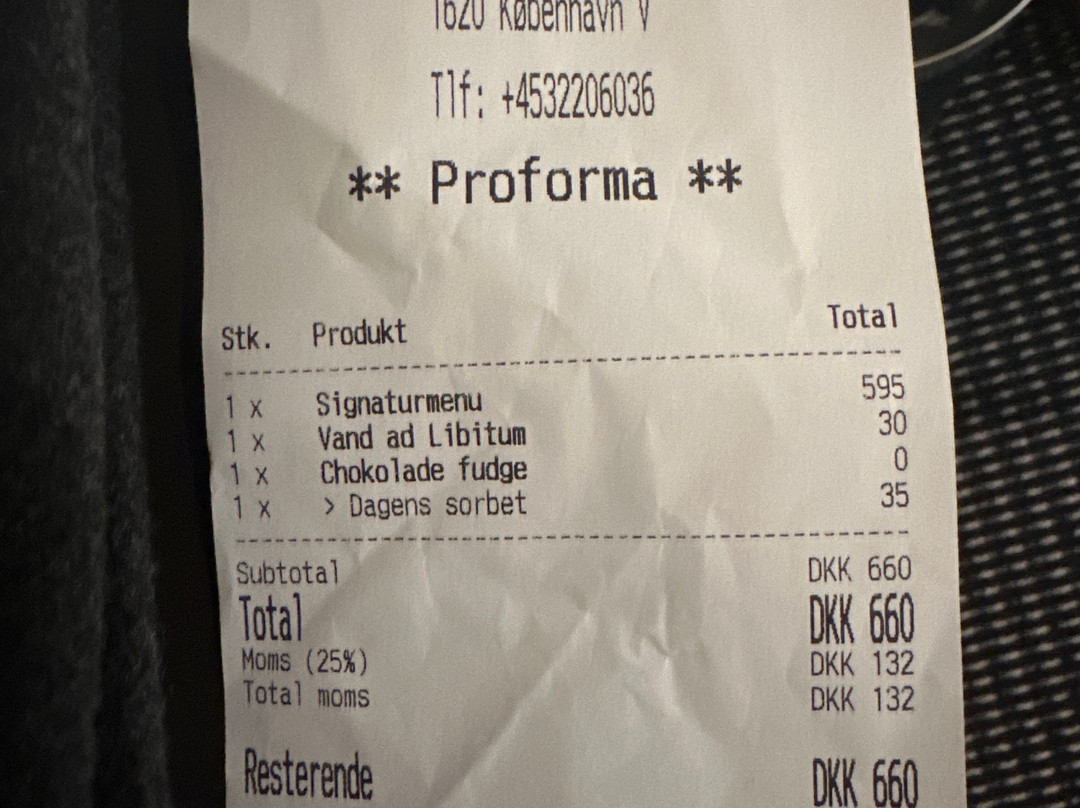 1620 København V
Tlf: +4532206036
** Proforma **
Stk. Produkt Total
1 x Signaturmenu 595
1 x Vand ad Libitum 30
1 x Chokolade fudge 0
1 x > Dagens sorbet 35
Subtotal DKK 660
Total DKK 660
Moms (25%) DKK 132
Total moms DKK 132
Resterende DKK 660